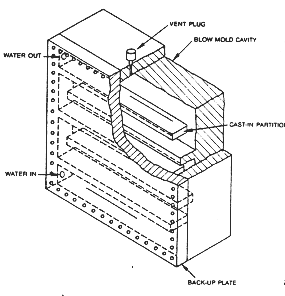 VENT PLUG
BLOW MOLD CAVITY
WATER OUT
CAST-IN PARTITION
WATER IN
BACK-UP PLATE